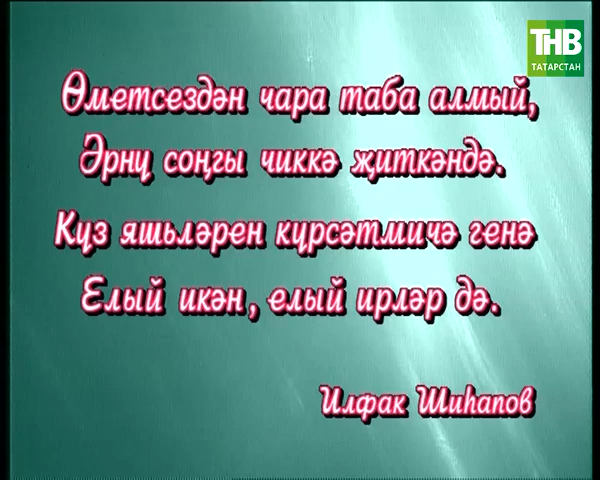 ТНВ
ТАТАРСТАН
Өметсездән чара таба алмый,
Әрнү соңгы чиккә җиткәндә.
Күз яшьләрен күрсәтмичә генә
Елый икән, елый ирләр дә.
Илфак Шиһапов